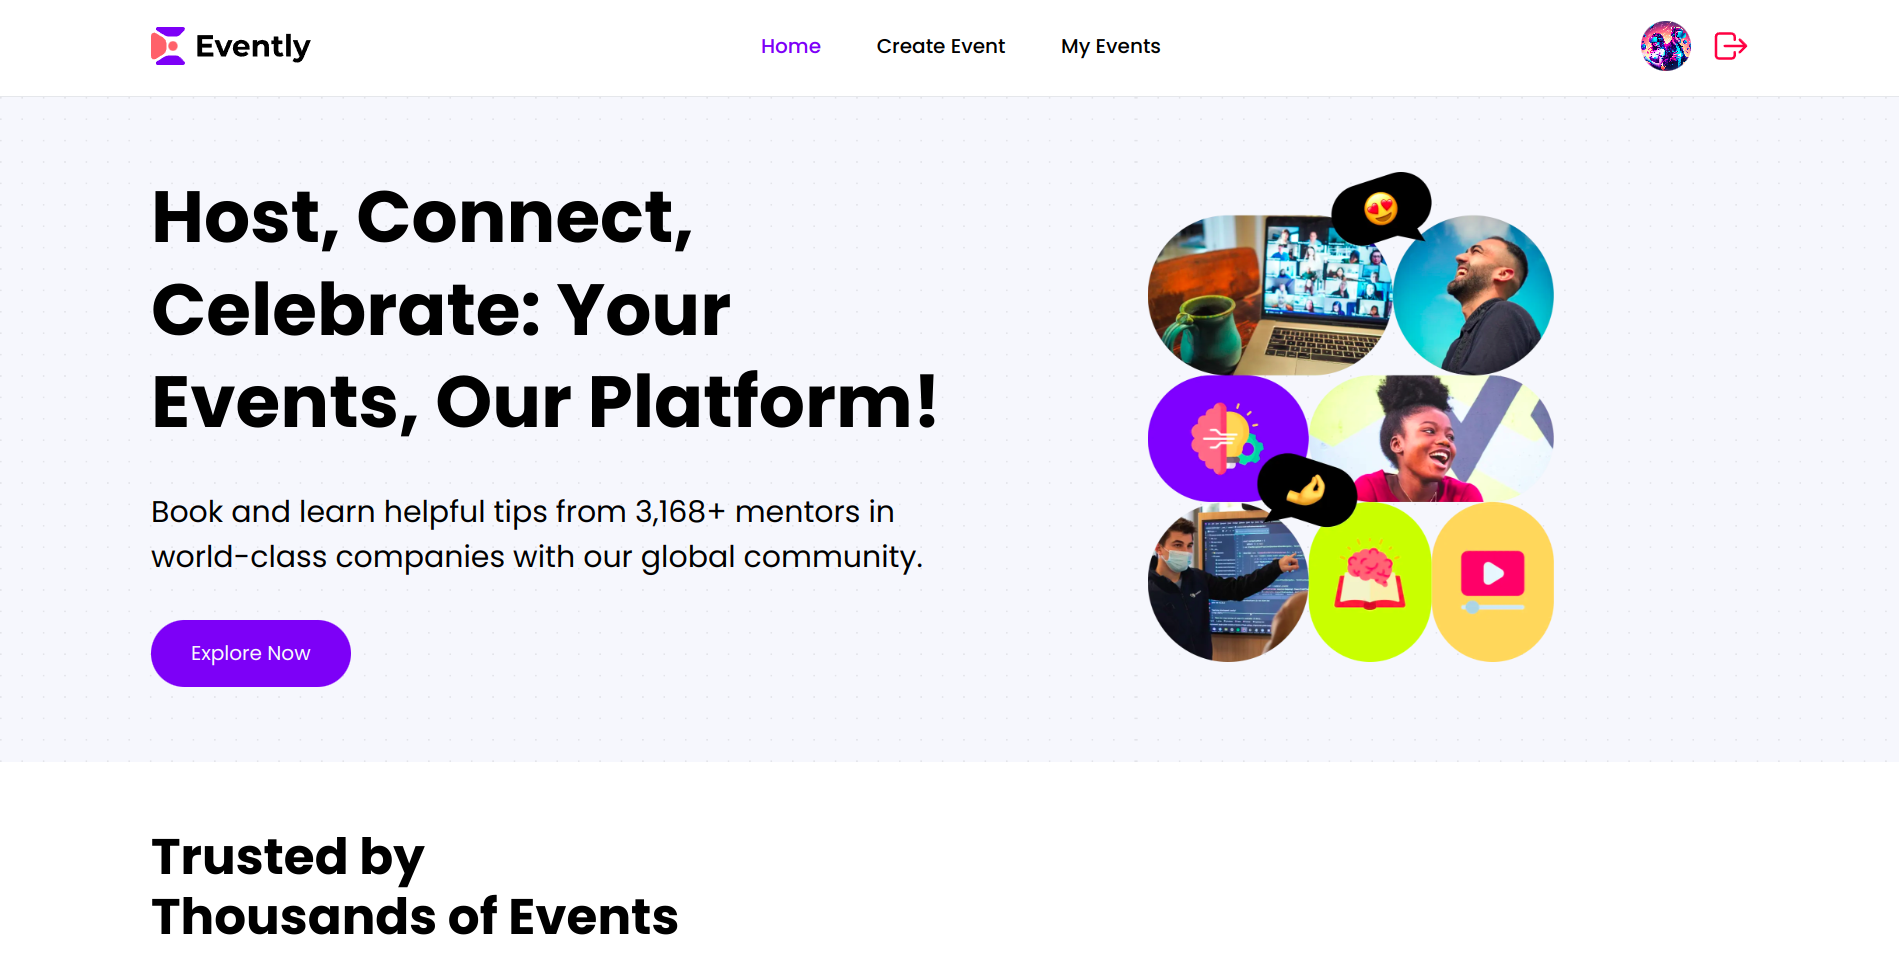 Evently
Home
Create Event
My Events
Host, Connect,
Celebrate: Your
Events, Our Platform!
Book and learn helpful tips from 3,168+ mentors in
world-class companies with our global community.
Explore Now
Trusted by
Thousands of Events